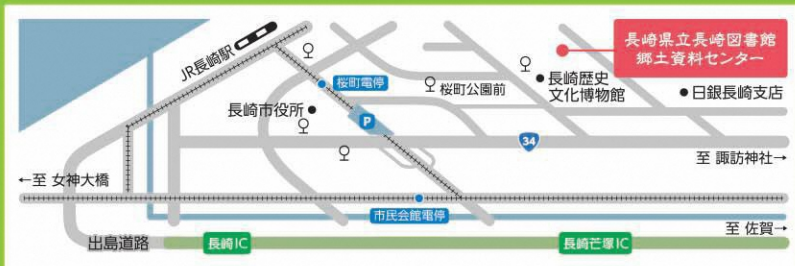 長崎県立長崎図書館
郷土資料センター
JR長崎駅
桜町電停
桜町公園前
長崎歴史
文化博物館
日銀長崎支店
長崎市役所
P
34
至 諏訪神社→
←至 女神大橋
市民会館電停
至 佐賀→
出島道路
長崎IC
長崎芒塚IC